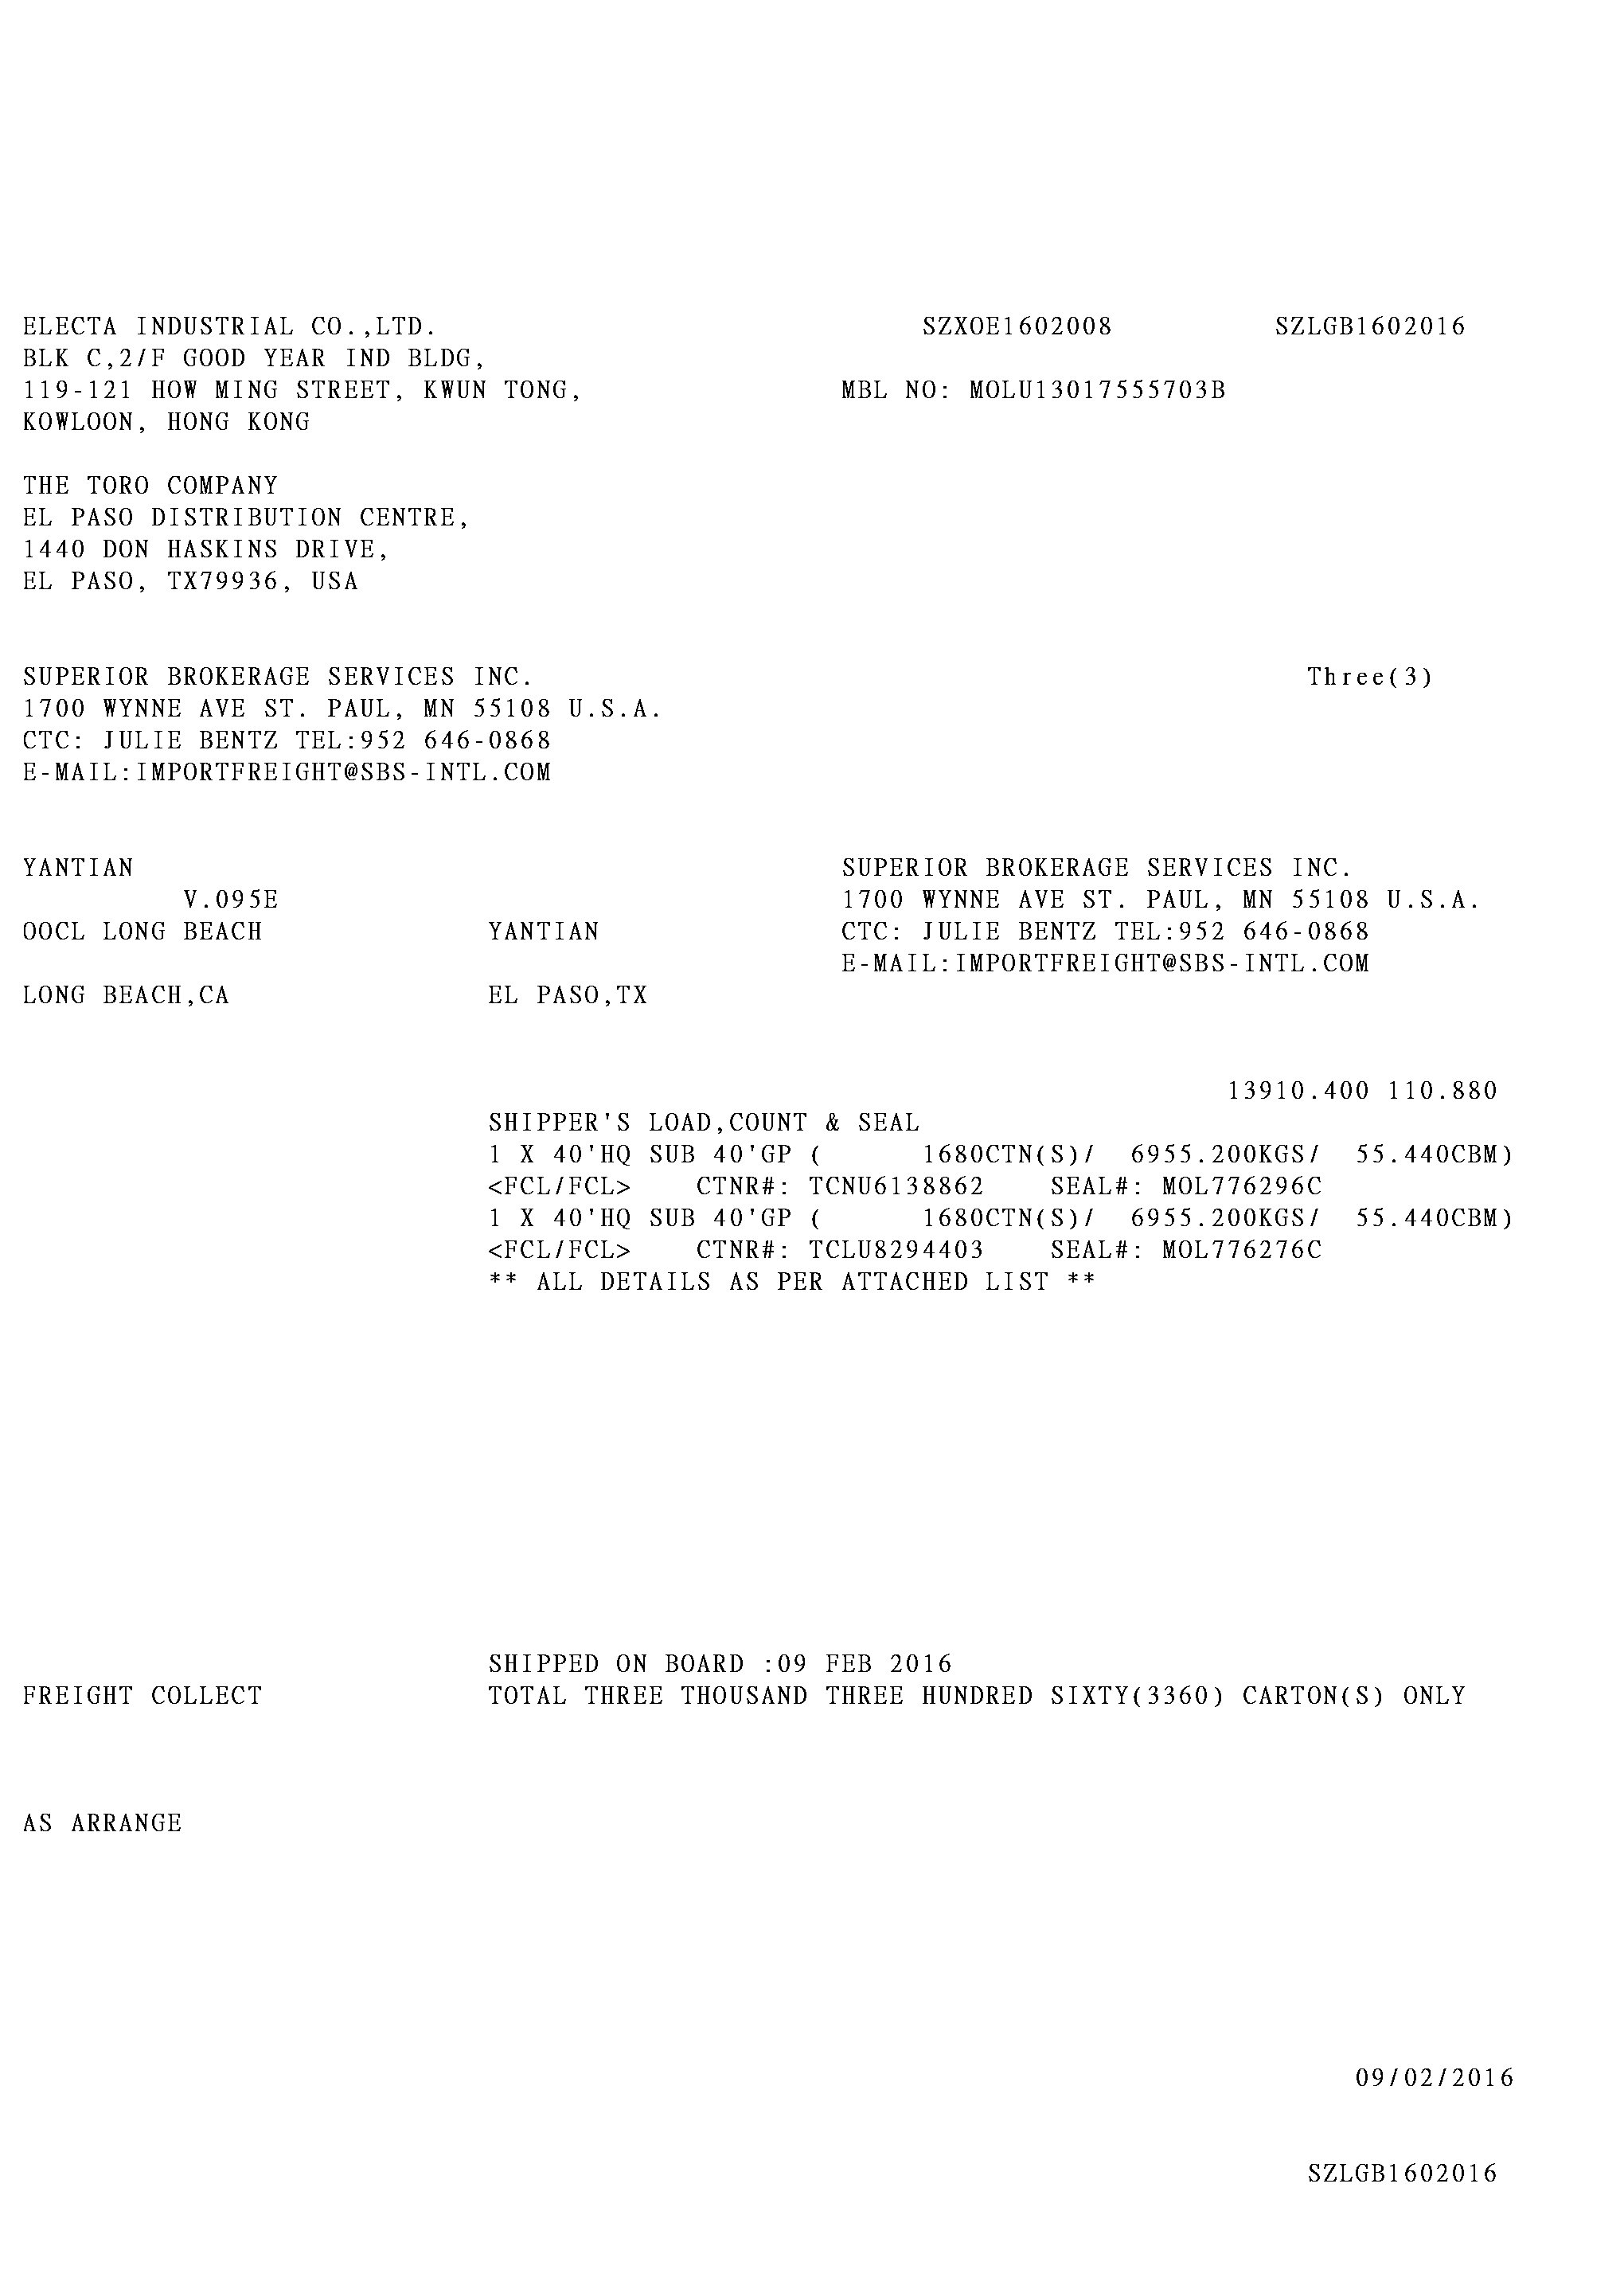 ELECTA INDUSTRIAL CO.,LTD. SZXOE1602008 SZLGB1602016
BLK C,2/F GOOD YEAR IND BLDG,
119-121 HOW MING STREET, KWUN TONG, MBL NO: MOLU13017555703B
KOWLOON, HONG KONG
THE TORO COMPANY
EL PASO DISTRIBUTION CENTRE,
1440 DON HASKINS DRIVE,
EL PASO, TX79936, USA
SUPERIOR BROKERAGE SERVICES INC. Three(3)
1700 WYNNE AVE ST. PAUL, MN 55108 U.S.A.
CTC: JULIE BENTZ TEL:952 646-0868
E-MAIL:IMPORTFREIGHT@SBS-INTL.COM
YANTIAN SUPERIOR BROKERAGE SERVICES INC.
V.095E 1700 WYNNE AVE ST. PAUL, MN 55108 U.S.A.
OOCL LONG BEACH YANTIAN CTC: JULIE BENTZ TEL:952 646-0868
E-MAIL:IMPORTFREIGHT@SBS-INTL.COM
LONG BEACH,CA EL PASO,TX
13910.400 110.880
SHIPPER'S LOAD,COUNT & SEAL
1 X 40'HQ SUB 40'GP ( 1680CTN(S)/ 6955.200KGS/ 55.440CBM)
<FCL/FCL> CTNR#: TCNU6138862 SEAL#: MOL776296C
1 X 40'HQ SUB 40'GP ( 1680CTN(S)/ 6955.200KGS/ 55.440CBM)
<FCL/FCL> CTNR#: TCLU8294403 SEAL#: MOL776276C
** ALL DETAILS AS PER ATTACHED LIST **
SHIPPED ON BOARD :09 FEB 2016
FREIGHT COLLECT TOTAL THREE THOUSAND THREE HUNDRED SIXTY(3360) CARTON(S) ONLY
AS ARRANGE
09/02/2016
SZLGB1602016